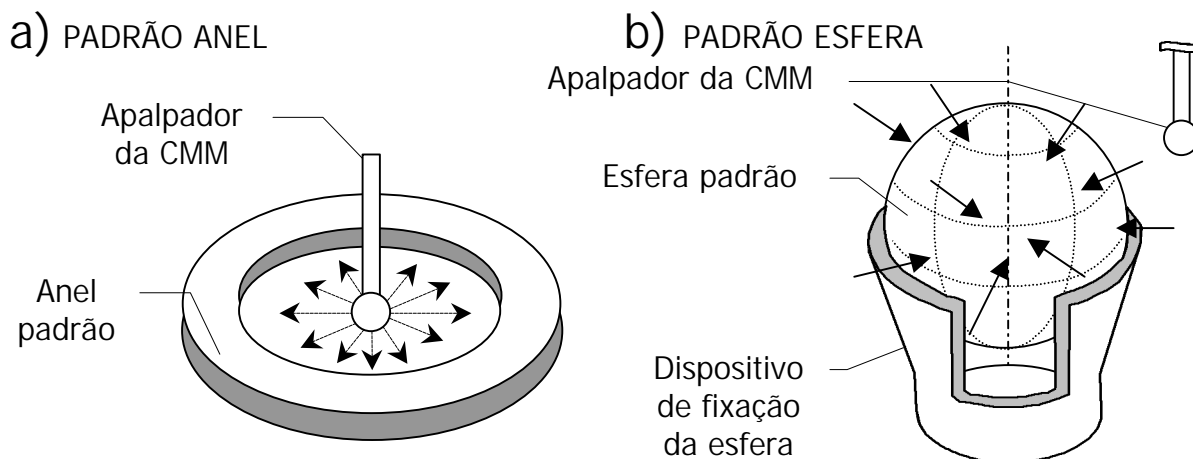 a) PADRÃO ANEL
Apalpador
da CMM
Anel
padrão
b) PADRÃO ESFERA
Apalpador da CMM
Esfera padrão
Dispositivo
de fixação
da esfera